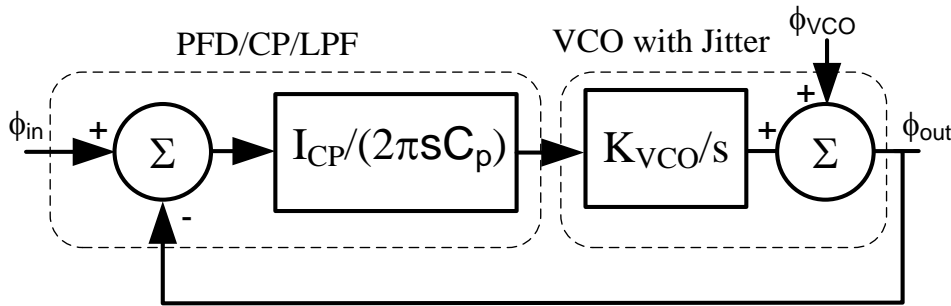 PFD/CP/LPF
VCO with Jitter
ϕVCO
ϕin
+
Σ
-
ICP/(2πsCp)
KVCO/s
+
+
Σ
ϕout